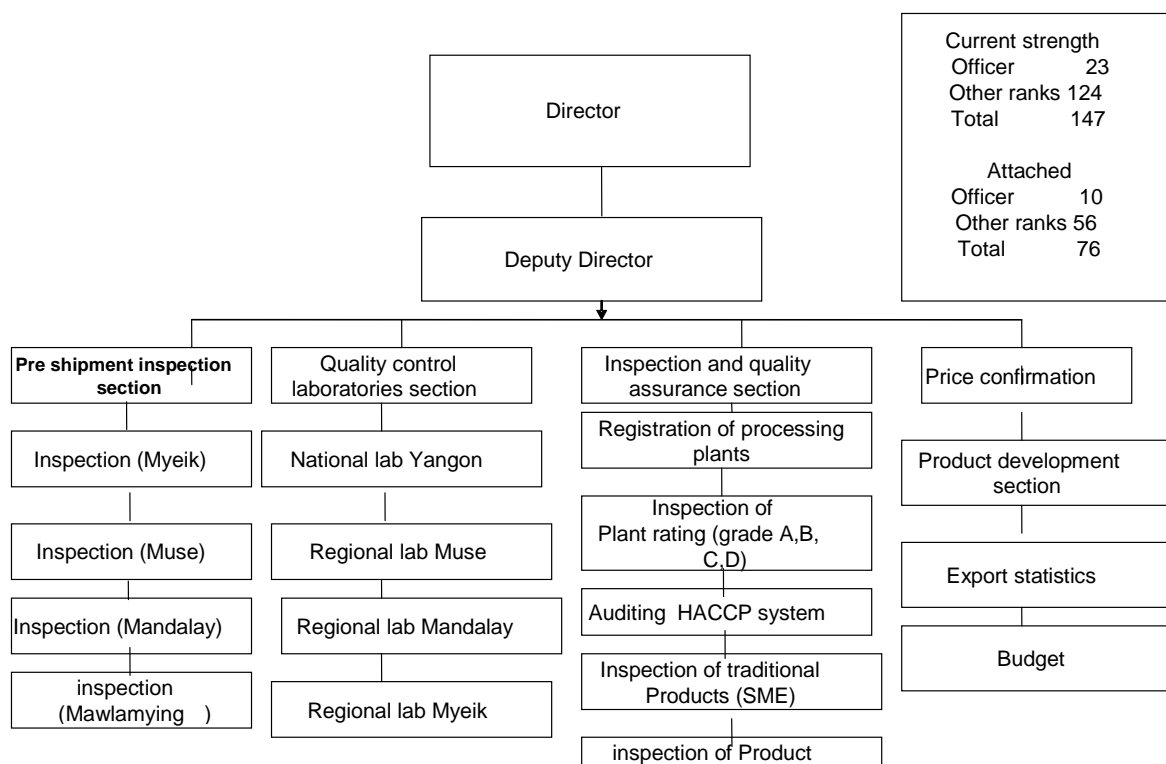 Director
Current strength
Officer 23
Other ranks 124
Total 147
Attached
Officer 10
Other ranks 56
Total 76
Deputy Director
Pre shipment inspection
section
Inspection (Myeik)
Inspection (Muse)
Inspection (Mandalay)
inspection
(Mawlamying )
Quality control
laboratories section
National lab Yangon
Regional lab Muse
Regional lab Mandalay
Regional lab Myeik
Inspection and quality
assurance section
Registration of processing
plants
Inspection of
Plant rating (grade A,B,
C,D)
Auditing HACCP system
Inspection of traditional
Products (SME)
inspection of Product
Price confirmation
Product development
section
Export statistics
Budget